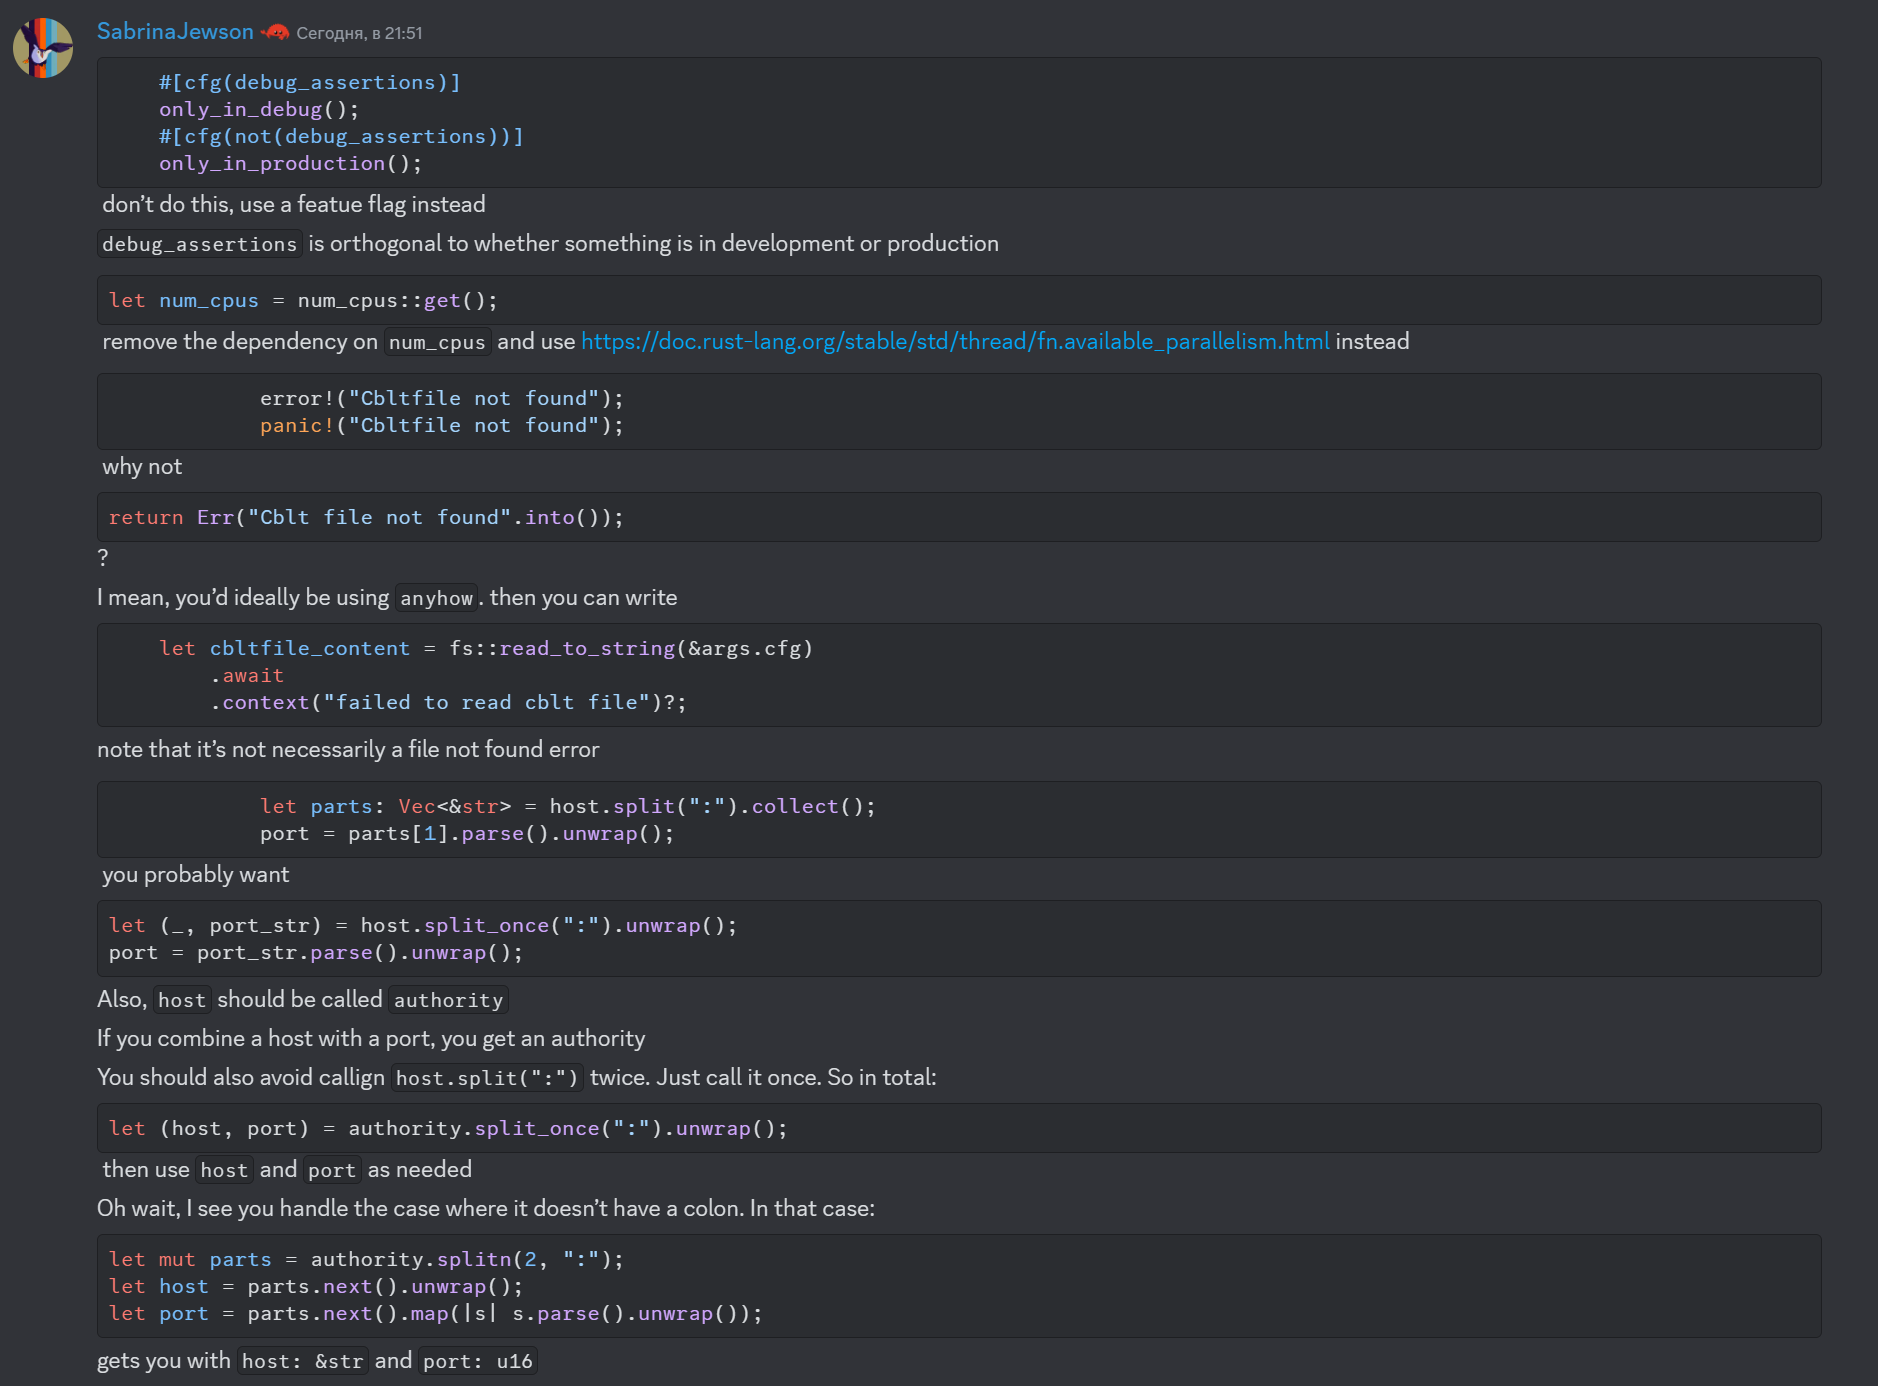 SabrinaJewson Сегодня, в 21:51
#[cfg(debug_assertions)]
only_in_debug();
#[cfg(not(debug_assertions))]
only_in_production();
don’t do this, use a featue flag instead
debug_assertions is orthogonal to whether something is in development or production
let num_cpus = num_cpus::get();
remove the dependency on num_cpus and use https://doc.rust-lang.org/stable/std/thread/fn.available_parallelism.html instead
error!("Cbltfile not found");
panic!("Cbltfile not found");
why not
return Err("Cblt file not found".into());
?
I mean, you’d ideally be using anyhow. then you can write
let cbltfile_content = fs::read_to_string(&args.cfg)
.await
.context("failed to read cblt file")?;
note that it’s not necessarily a file not found error
let parts: Vec<&str> = host.split(":").collect();
port = parts[1].parse().unwrap();
you probably want
let (_, port_str) = host.split_once(":").unwrap();
port = port_str.parse().unwrap();
Also, host should be called authority
If you combine a host with a port, you get an authority
You should also avoid callign host.split(":") twice. Just call it once. So in total:
let (host, port) = authority.split_once(":").unwrap();
then use host and port as needed
Oh wait, I see you handle the case where it doesn’t have a colon. In that case:
let mut parts = authority.splitn(2, ":");
let host = parts.next().unwrap();
let port = parts.next().map(|s| s.parse().unwrap());
gets you with host: &str and port: u16